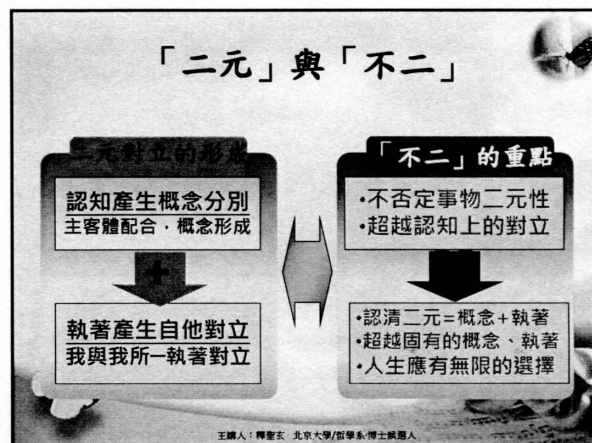 「二元」與「不二」
二元對立的形成
認知產生概念分別
主客體配合，概念形成
+
執著產生自他對立
我與我所—執著對立
「不二」的重點
•不否定事物二元性
•超越認知上的對立
•認清二元=概念+執著
•超越固有的概念、執著
•人生應有無限的選擇
主講人：釋聖玄 北京大學/哲學系博士候選人